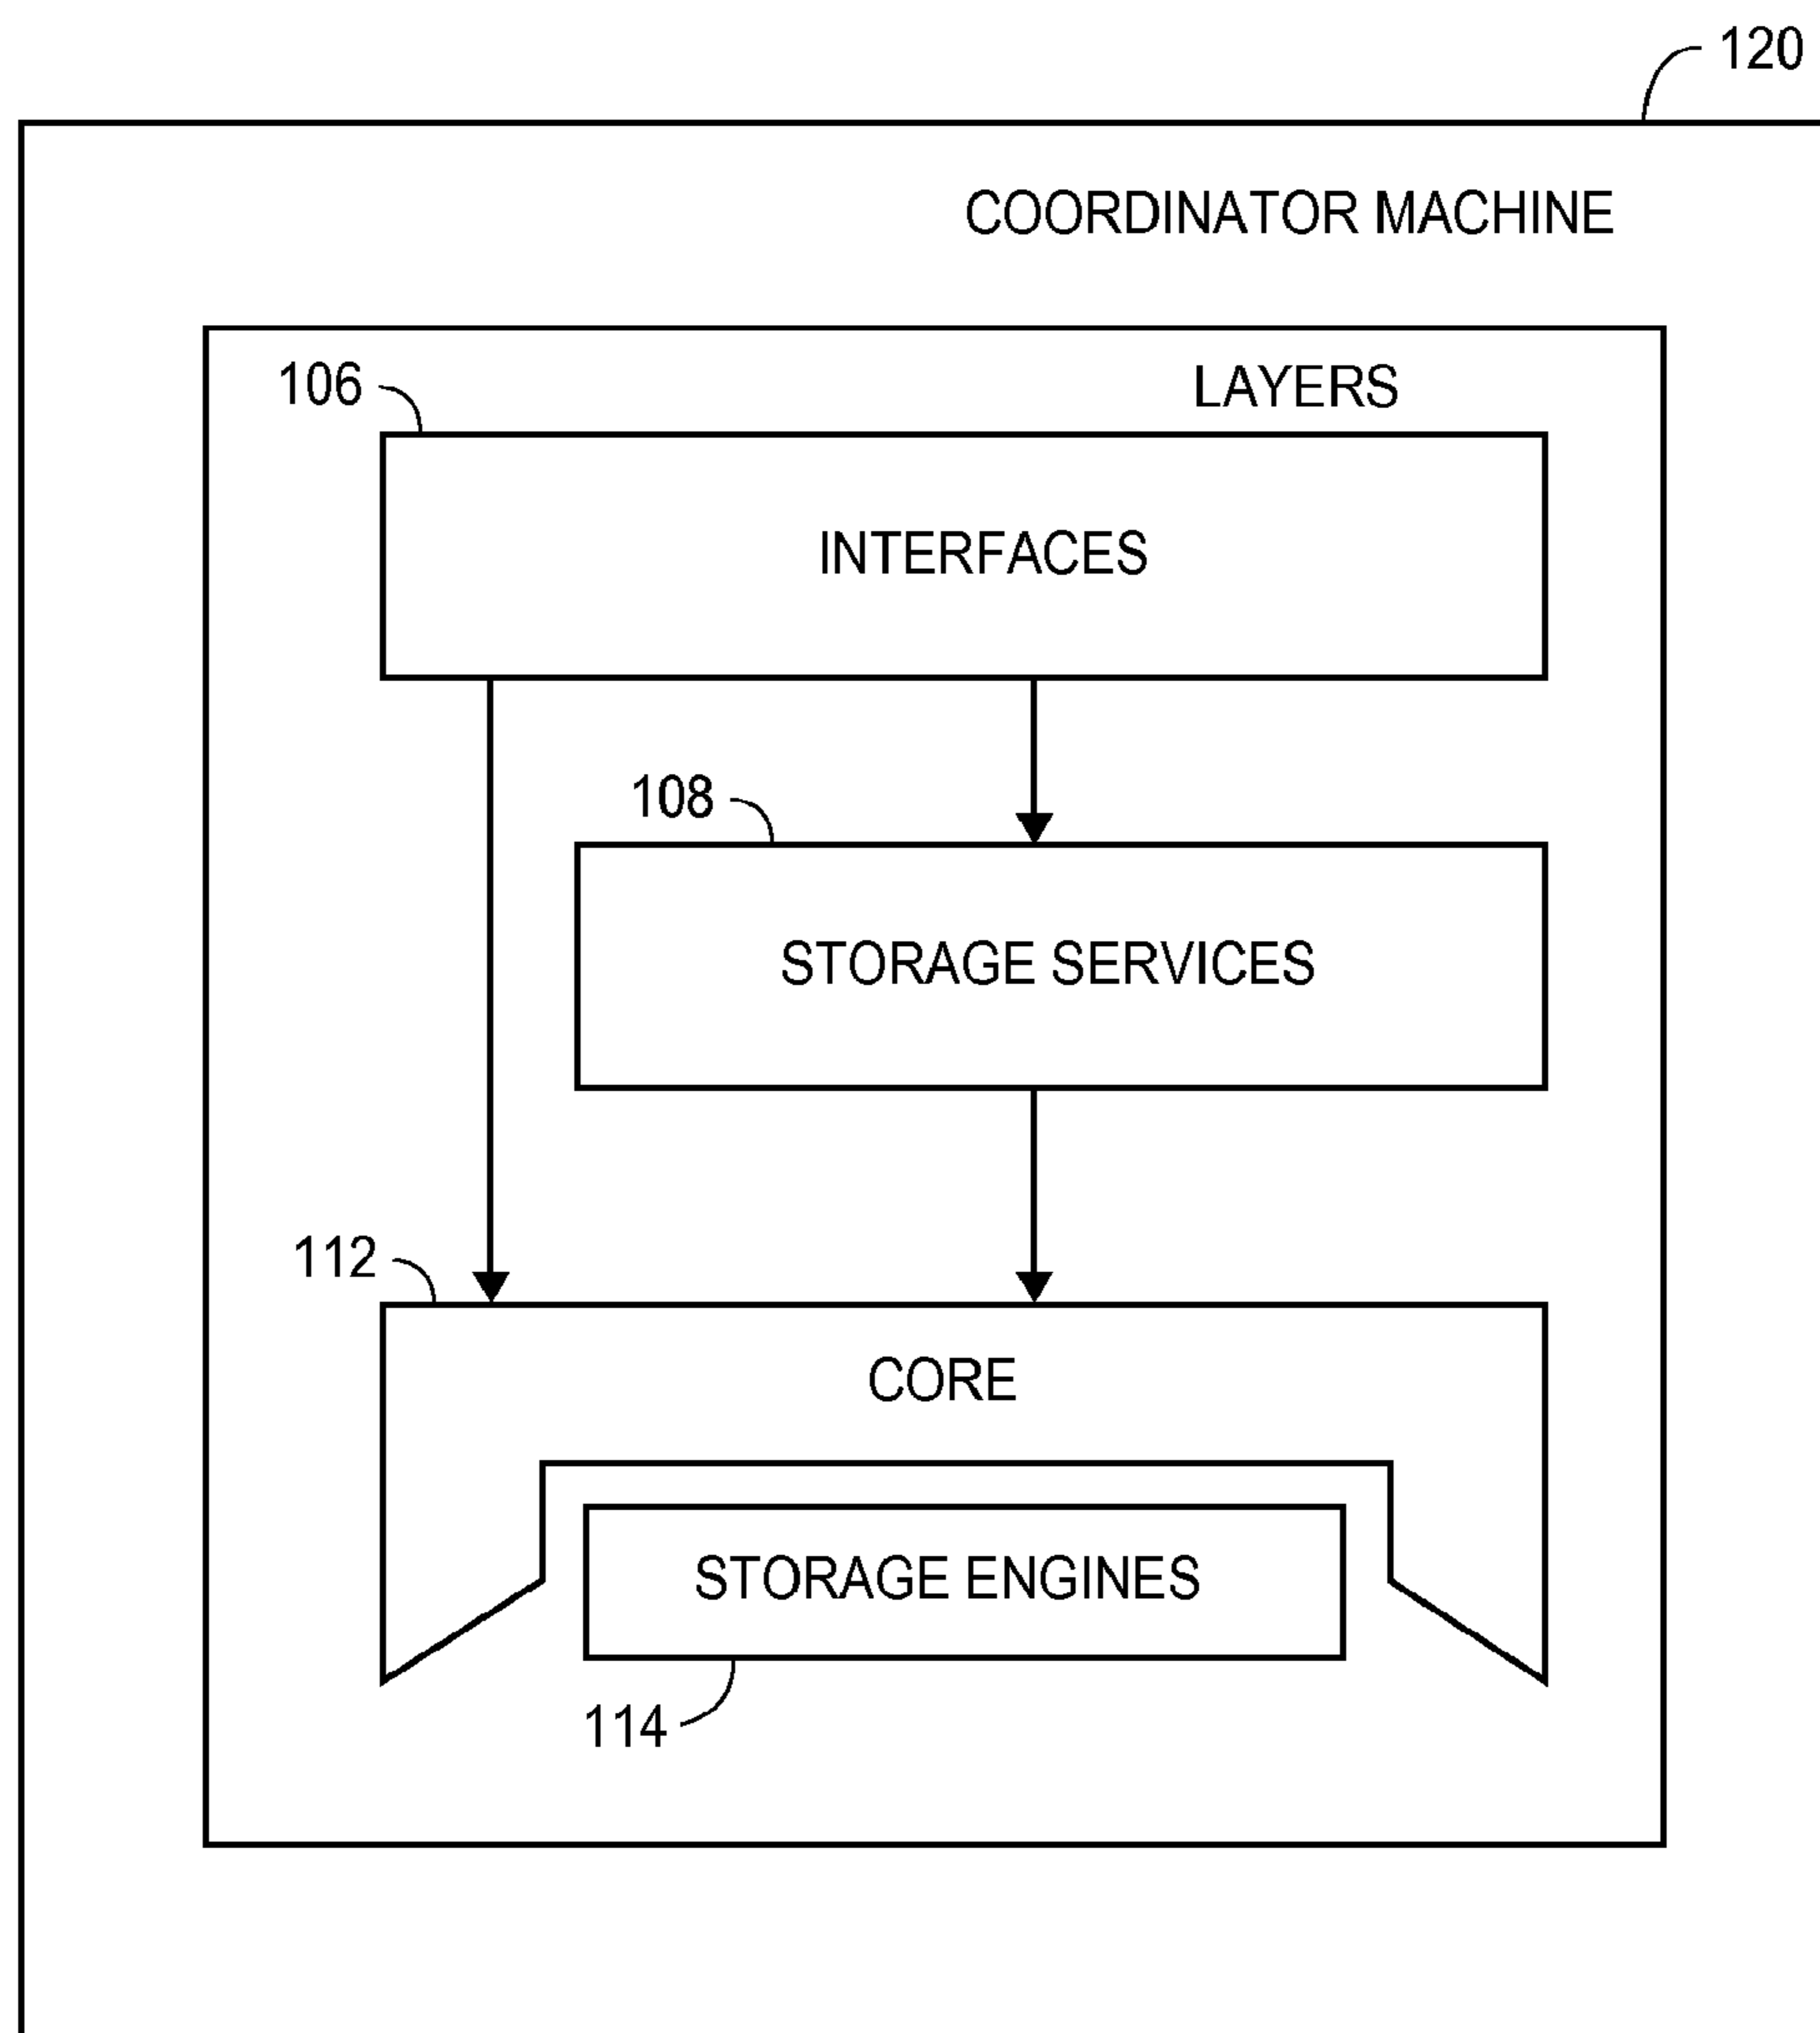 120
COORDINATOR MACHINE
LAYERS
106
INTERFACES
108
STORAGE SERVICES
112
CORE
STORAGE ENGINES
114